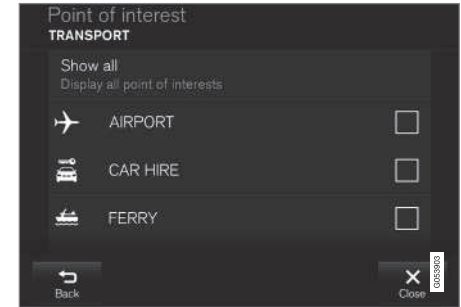 Point of interest
TRANSPORT
Show all
Display all point of interests
AIRPORT
CAR HIRE
FERRY
Back
Close
G053903